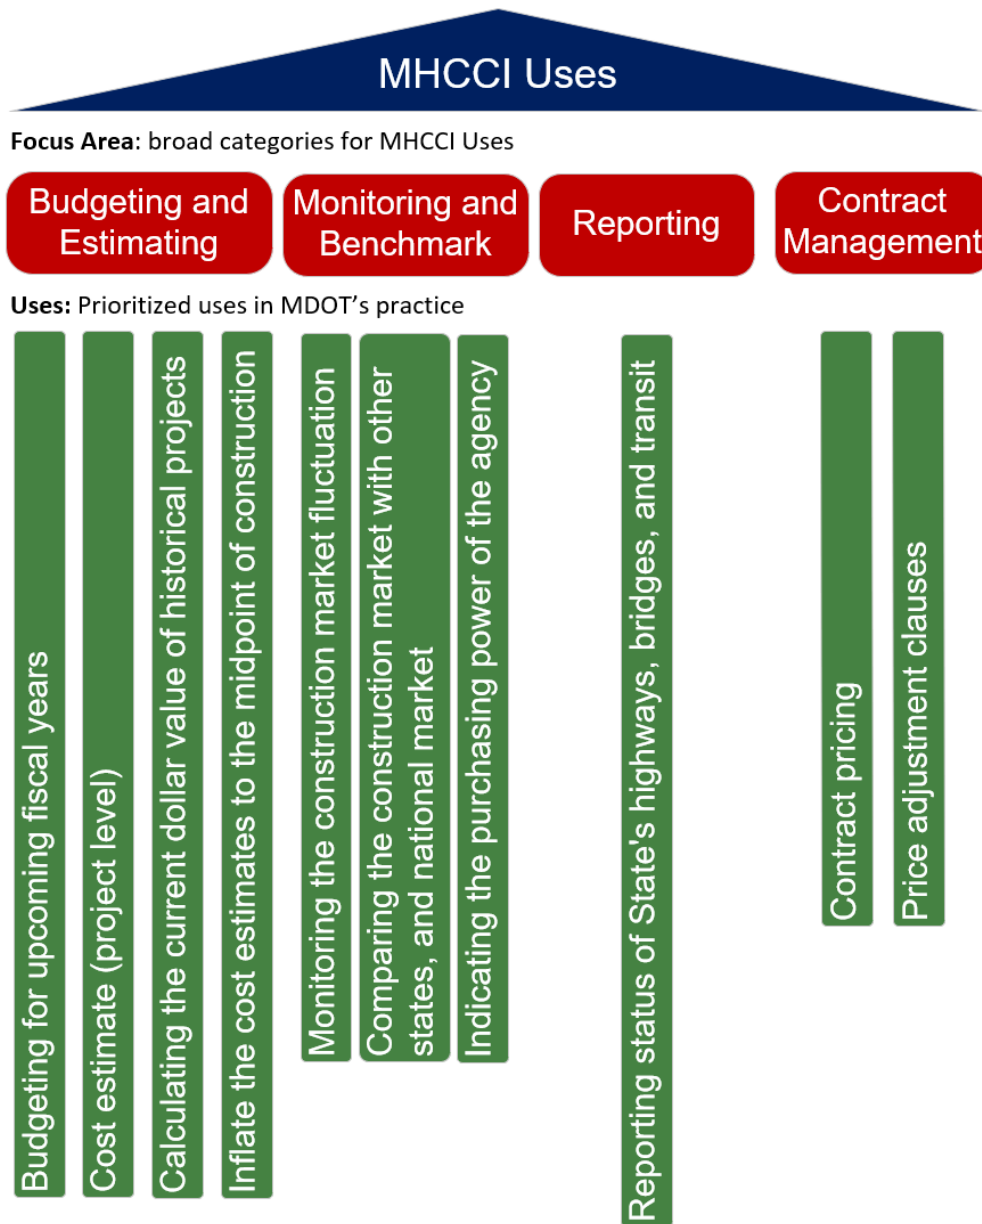 MHCCI Uses
Focus Area: broad categories for MHCCI Uses
Budgeting and
Estimating
Monitoring and
Benchmark
Reporting
Contract
Management
Uses: Prioritized uses in MDOT’s practice
Budgeting for upcoming fiscal years
Cost estimate (project level)
Calculating the current dollar value of historical projects
Inflate the cost estimates to the midpoint of construction
Monitoring the construction market fluctuation
Comparing the construction market with other
states, and national market
Indicating the purchasing power of the agency
Reporting status of State's highways, bridges, and transit
Contract pricing
Price adjustment clauses